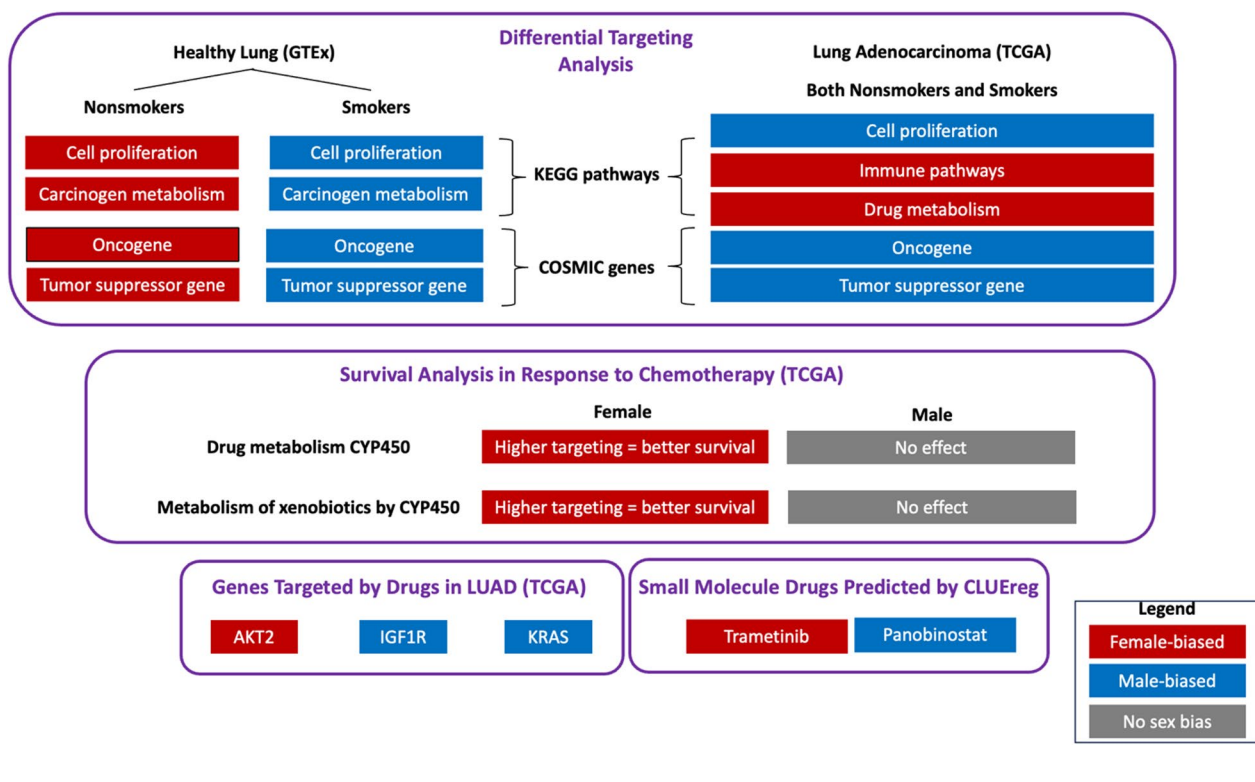 Differential Targeting
Analysis
Healthy Lung (GTEx)
Nonsmokers
Smokers
Cell proliferation
Cell proliferation
Carcinogen metabolism
Carcinogen metabolism
Oncogene
Oncogene
Tumor suppressor gene
Tumor suppressor gene
KEGG pathways
COSMIC genes
Lung Adenocarcinoma (TCGA)
Both Nonsmokers and Smokers
Cell proliferation
Immune pathways
Drug metabolism
Oncogene
Tumor suppressor gene
Survival Analysis in Response to Chemotherapy (TCGA)
Female
Male
Drug metabolism CYP450
Higher targeting = better survival
No effect
Metabolism of xenobiotics by CYP450
Higher targeting = better survival
No effect
Genes Targeted by Drugs in LUAD (TCGA)
AKT2
IGF1R
KRAS
Small Molecule Drugs Predicted by CLUEreg
Trametinib
Panobinostat
Legend
Female-biased
Male-biased
No sex bias